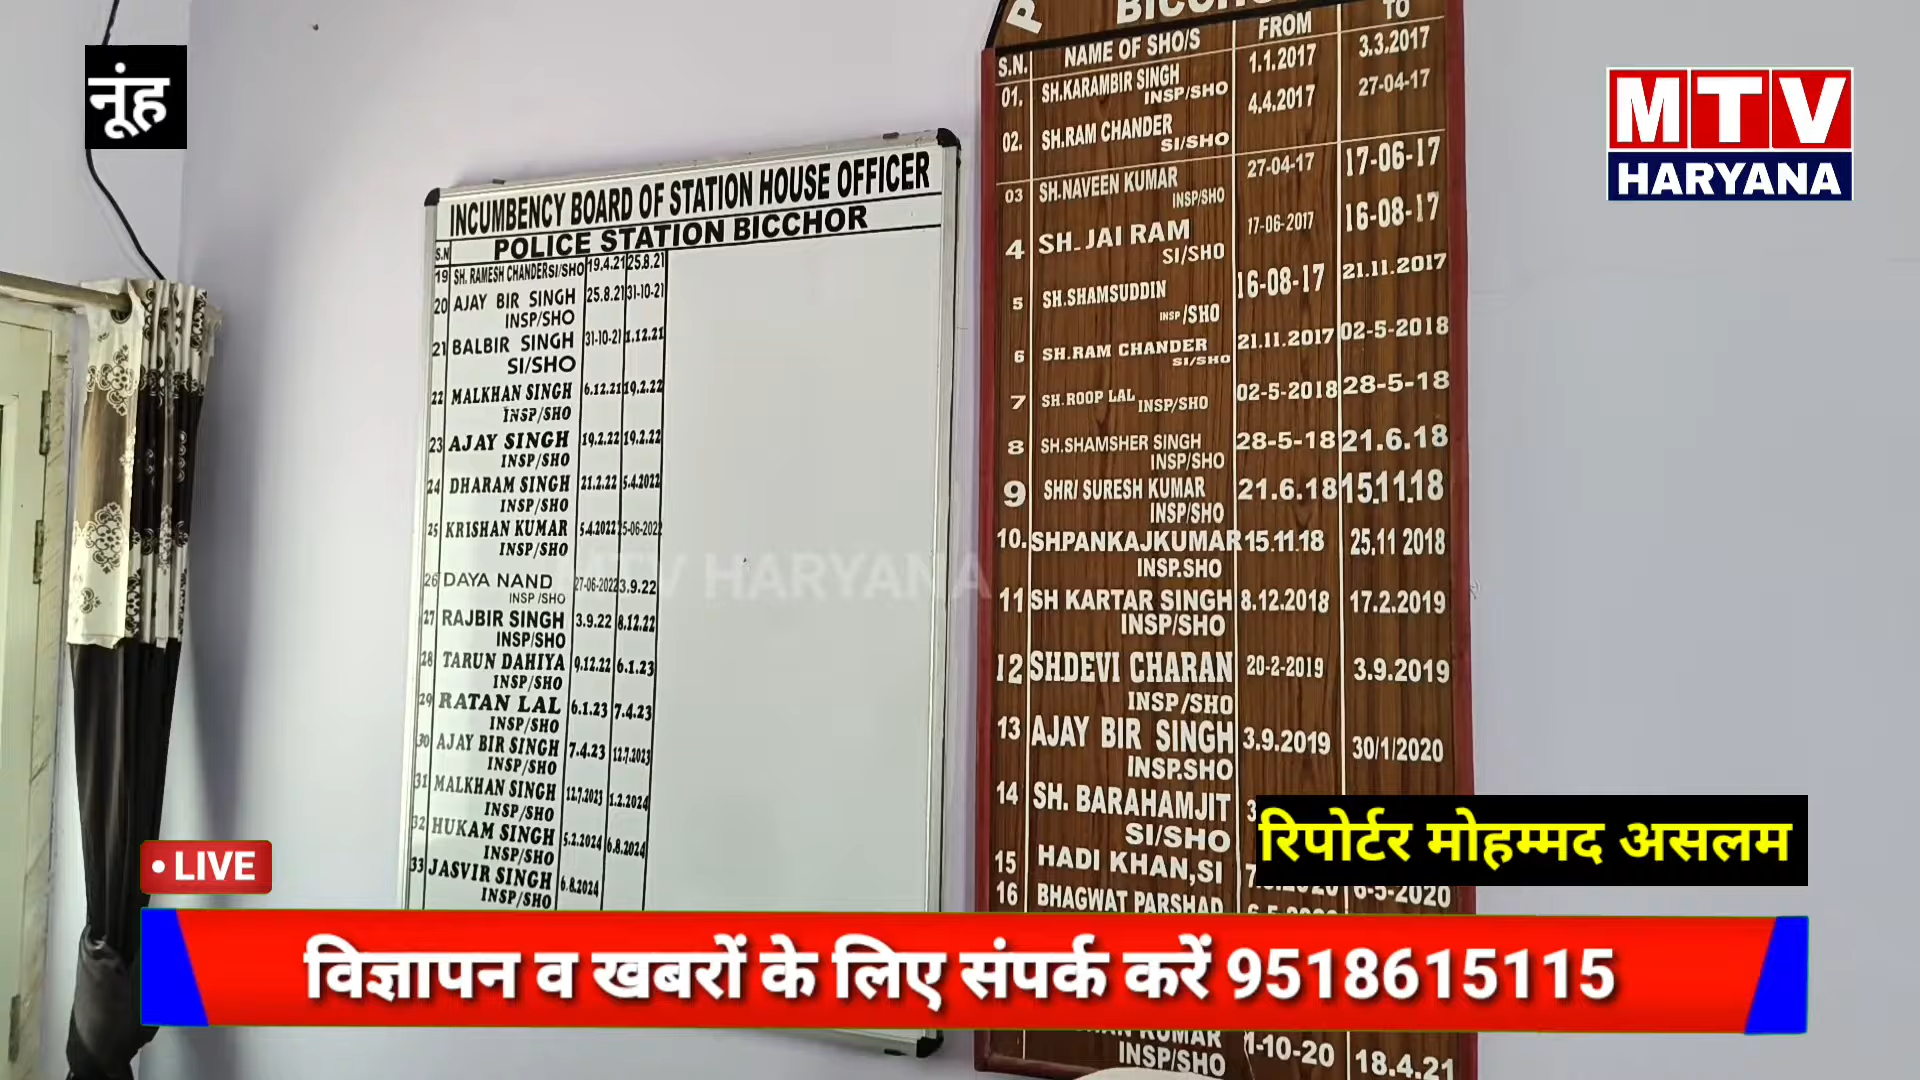 नूंह
MTV
HARYANA
INCUMBENCY BOARD OF STATION HOUSE OFFICER
POLICE STATION BICCHOR
S.N
19 SH. RAMESH CHANDER SI/SHO 19.4.21 25.8.21
20 AJAY BIR SINGH 25.8.21 31-10-21
INSP/SHO
21 BALBIR SINGH 31-10-21 1.12.21
SI/SHO
22 MALKHAN SINGH 6.12.21 19.2.22
INSP/SHO
23 AJAY SINGH 19.2.22 19.2.22
INSP/SHO
24 DHARAM SINGH 21.2.22 5.4.2022
INSP/SHO
25 KRISHAN KUMAR 5.4.2022 25-06-2022
INSP/SHO
26 DAYA NAND 27-06-2022 3.9.22
INSP/SHO
27 RAJBIR SINGH 3.9.22 8.12.22
INSP/SHO
28 TARUN DAHIYA 9.12.22 6.1.23
INSP/SHO
29 RATAN LAL 6.1.23 7.4.23
INSP/SHO
30 AJAY BIR SINGH 7.4.23 12.7.2023
INSP/SHO
31 MALKHAN SINGH 12.7.2023 1.2.2024
INSP/SHO
32 HUKAM SINGH 5.2.2024 6.8.2024
INSP/SHO
33 JASVIR SINGH 6.8.2024
INSP/SHO
MTV HARYANA
S.N. NAME OF SHO/S FROM TO
01. SH.KARAMBIR SINGH 1.1.2017 3.3.2017
INSP/SHO
02. SH.RAM CHANDER 4.4.2017 27-04-17
SI/SHO
03 SH.NAVEEN KUMAR 27-04-17 17-06-17
INSP/SHO
4 SH. JAI RAM 17-06-2017 16-08-17
SI/SHO
5 SH.SHAMSUDDIN 16-08-17 21.11.2017
INSP/SHO
6 SH.RAM CHANDER 21.11.2017 02-5-2018
SI/SHO
7 SH.ROOP LAL INSP/SHO 02-5-2018 28-5-18
8 SH.SHAMSHER SINGH 28-5-18 21.6.18
INSP/SHO
9 SHRI SURESH KUMAR 21.6.18 15.11.18
INSP/SHO
10. SH.PANKAJ KUMAR 15.11.18 25.11 2018
INSP.SHO
11 SH KARTAR SINGH 8.12.2018 17.2.2019
INSP/SHO
12 SH.DEVI CHARAN 20-2-2019 3.9.2019
INSP/SHO
13 AJAY BIR SINGH 3.9.2019 30/1/2020
INSP.SHO
14 SH. BARAHAMJIT
SI/SHO
15 HADI KHAN,SI 6-5-2020
16 BHAGWAT PARSHAD
KUMAR 1-10-20 18.4.21
INSP/SHO
रिपोर्टर मोहम्मद असलम
• LIVE
विज्ञापन व खबरों के लिए संपर्क करें 9518615115